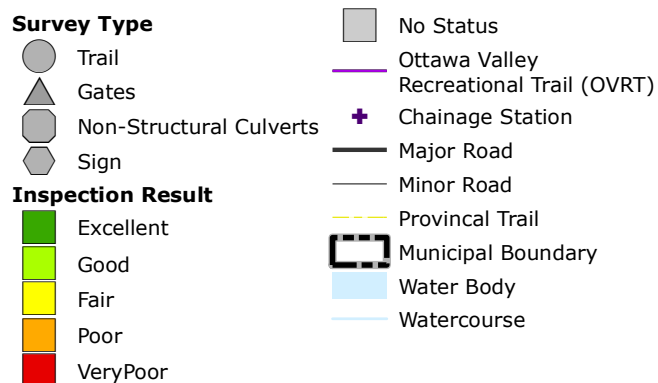 Survey Type
Trail
Gates
Non-Structural Culverts
Sign
Inspection Result
Excellent
Good
Fair
Poor
VeryPoor
No Status
Ottawa Valley
Recreational Trail (OVRT)
Chainage Station
Major Road
Minor Road
Provincal Trail
Municipal Boundary
Water Body
Watercourse